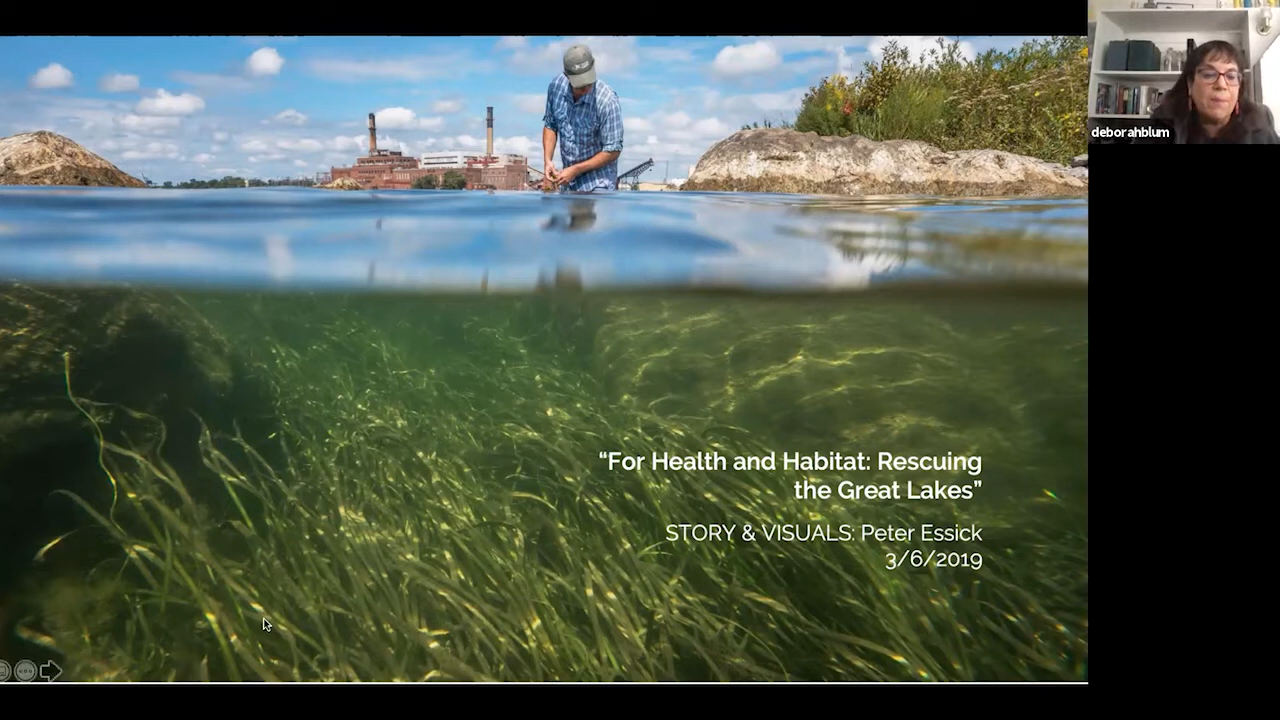 deborahblum
“For Health and Habitat: Rescuing
the Great Lakes”
STORY & VISUALS: Peter Essick
3/6/2019